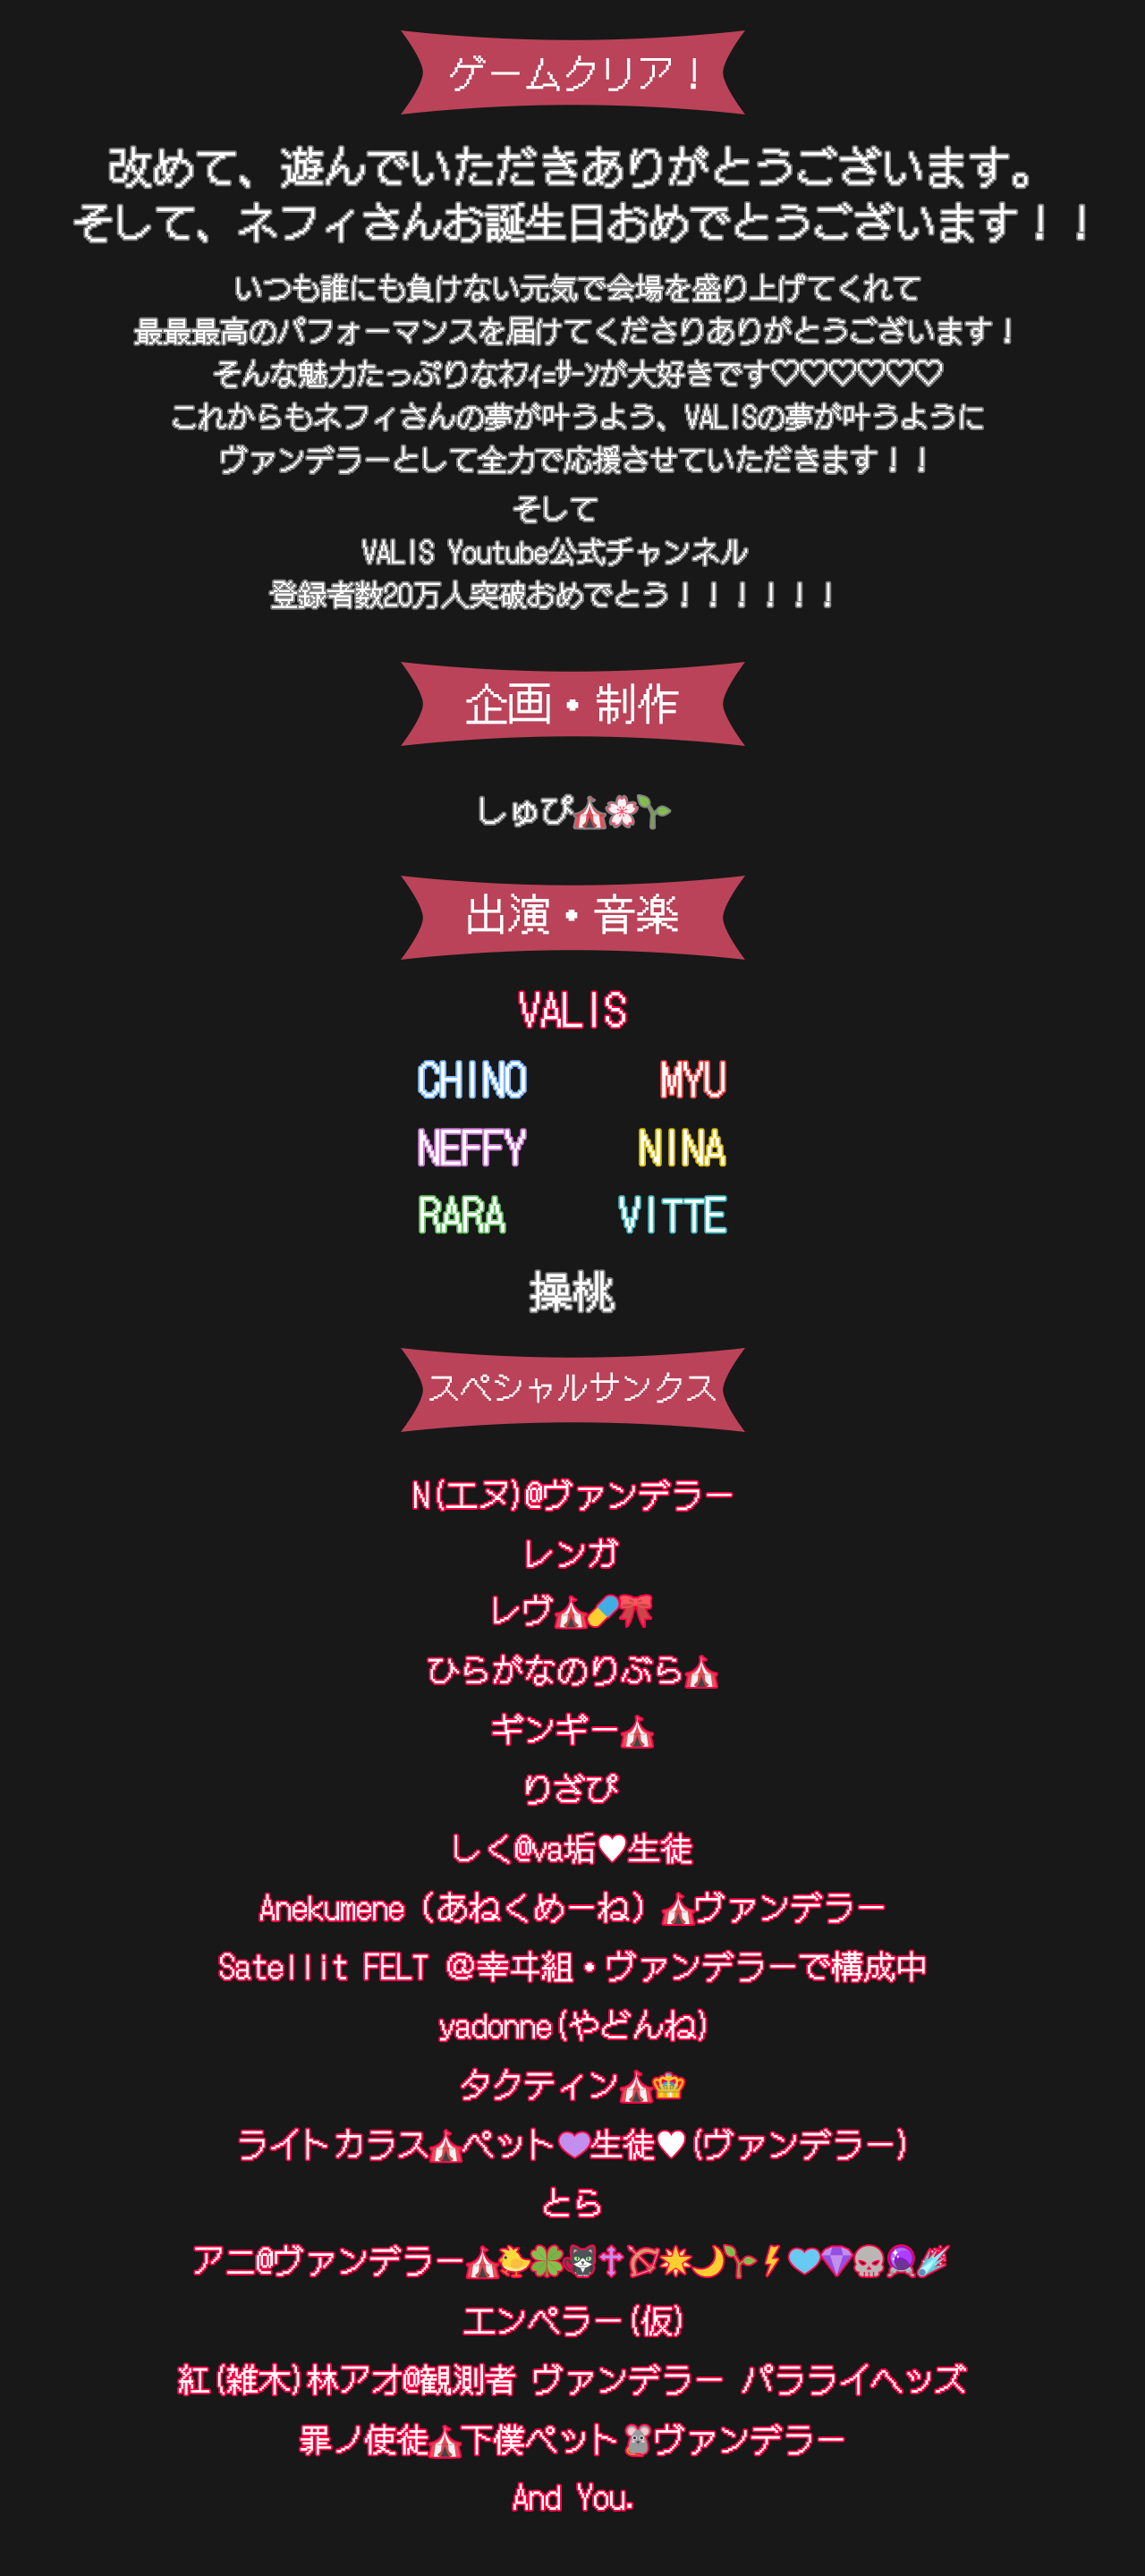 ゲームクリア！
改めて、遊んでいただきありがとうございます。
そして、ネフィさんお誕生日おめでとうございます！！
いつも誰にも負けない元気で会場を盛り上げてくれて
最最最高のパフォーマンスを届けてくださりありがとうございます！
そんな魅力たっぷりなﾈﾌｨ=ｻｰﾝが大好きです♡♡♡♡♡♡
これからもネフィさんの夢が叶うよう、VALISの夢が叶うように
ヴァンデラーとして全力で応援させていただきます！！
そして
VALIS Youtube公式チャンネル
登録者数20万人突破おめでとう！！！！！！
企画・制作
しゅぴ🎪🌸🌱
出演・音楽
VALIS
CHINO MYU
NEFFY NINA
RARA VITTE
操桃
スペシャルサンクス
N(エヌ)@ヴァンデラー
レンガ
レヴ🎪💊🎀
ひらがなのりぶら🎪
ギンギー🎪
りざぴ
しく@va垢♥生徒
Anekumene（あねくめーね）🎪ヴァンデラー
Satellit FELT ＠幸ヰ組・ヴァンデラーで構成中
yadonne(やどんね)
タクティン🎪👑
ライトカラス🎪ペット💜生徒♥(ヴァンデラー)
とら
アニ@ヴァンデラー🎪🐤🍀🐱✝🏹☀🌙🌱⚡🩵💎💀🔮☄
エンペラー(仮)
紅(雑木)林アオ@観測者 ヴァンデラー パラライヘッズ
罪ノ使徒🎪下僕ペット🐭ヴァンデラー
And You.